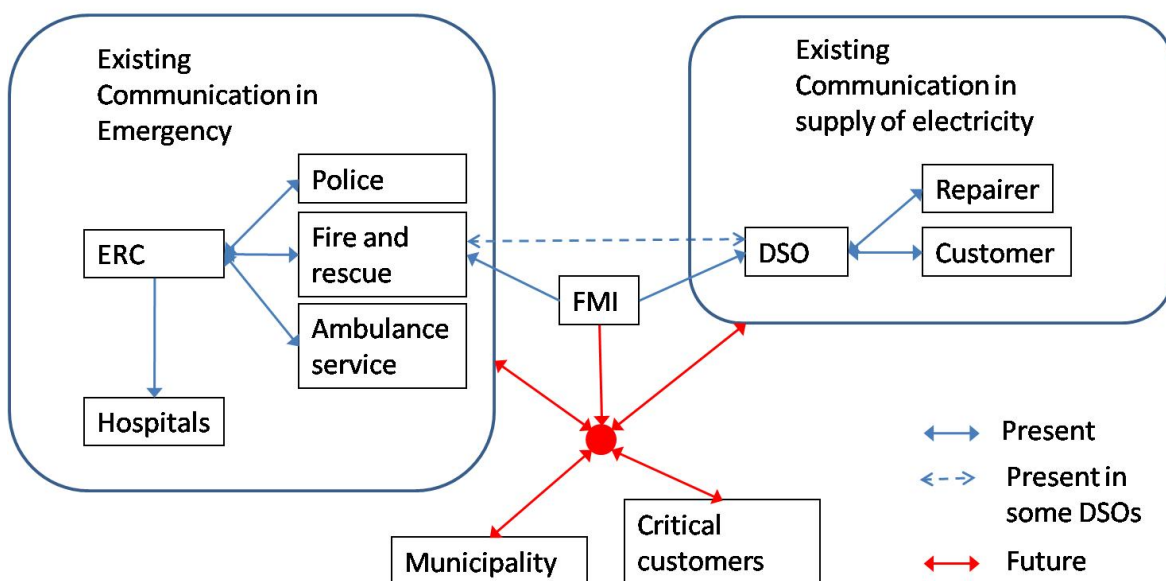 Existing
Communication in
Emergency
Police
ERC
Fire and
rescue
Ambulance
service
Hospitals
FMI
Existing
Communication in
supply of electricity
Repairer
DSO
Customer
Municipality
Critical
customers
Present
Present in
some DSOs
Future